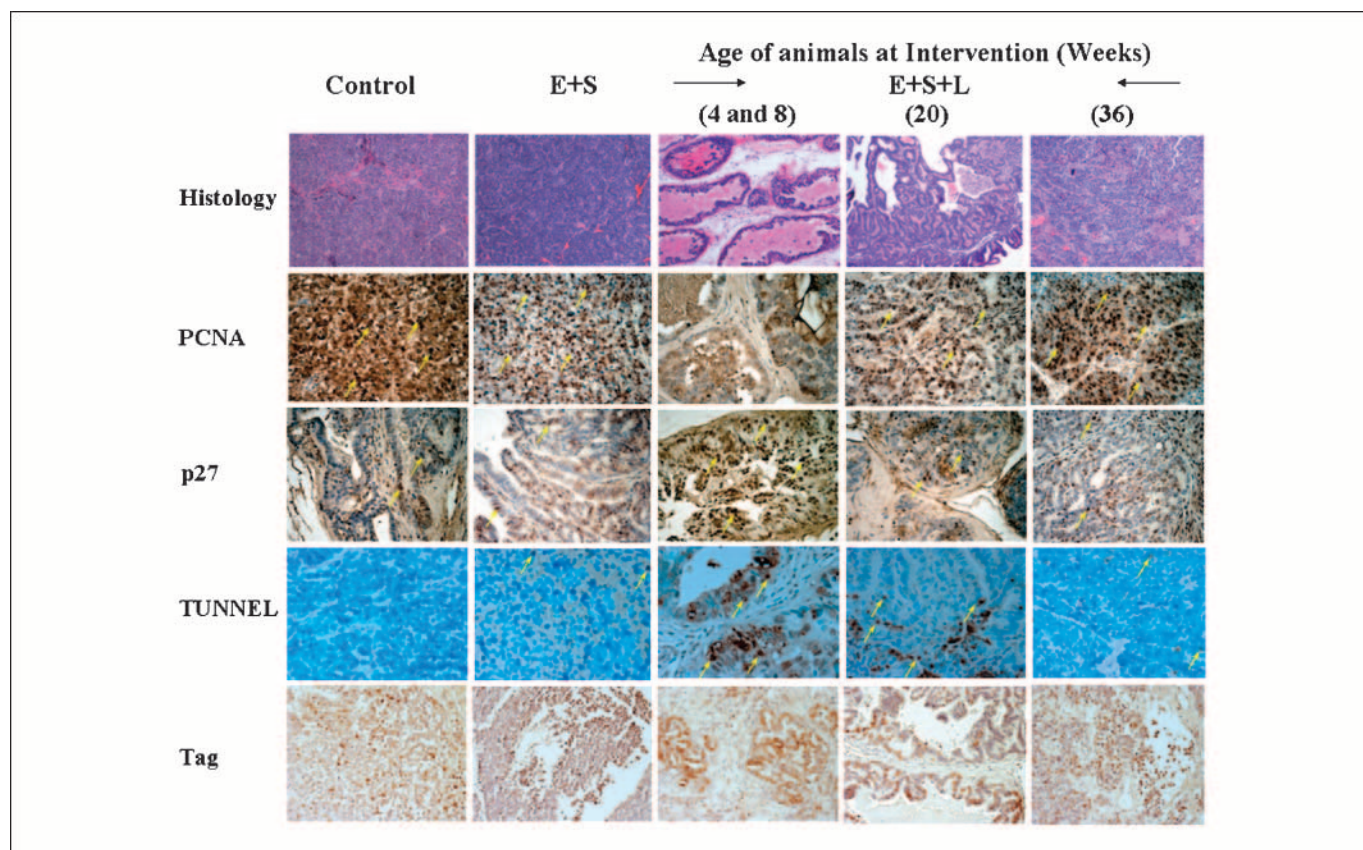 Age of animals at Intervention (Weeks)
Control E+S E+S+L
(4 and 8) (20) (36)
Histology
PCNA
p27
TUNNEL
Tag